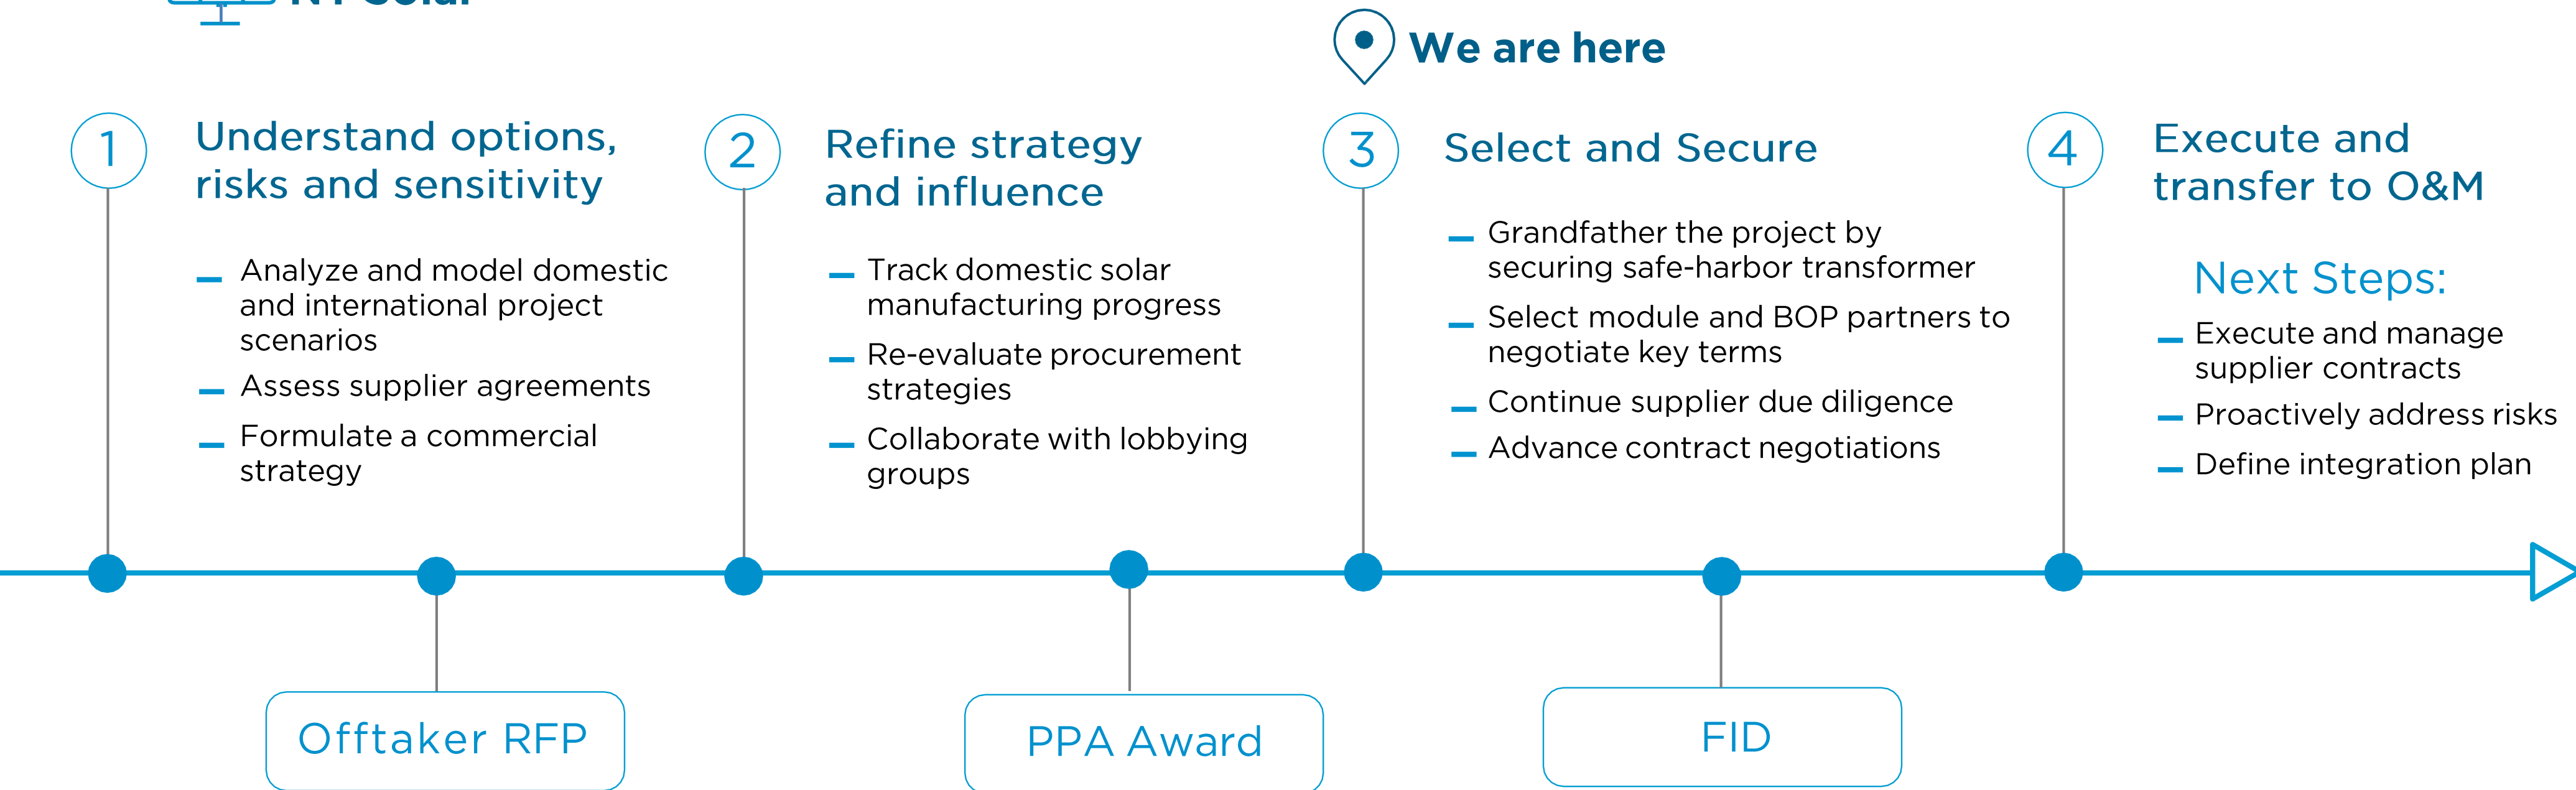 We are here
1
Understand options,
risks and sensitivity
Analyze and model domestic
and international project
scenarios
Assess supplier agreements
Formulate a commercial
strategy
2
Refine strategy
and influence
Track domestic solar
manufacturing progress
Re-evaluate procurement
strategies
Collaborate with lobbying
groups
3
Select and Secure
Grandfather the project by
securing safe-harbor transformer
Select module and BOP partners to
negotiate key terms
Continue supplier due diligence
Advance contract negotiations
4
Execute and
transfer to O&M
Next Steps:
Execute and manage
supplier contracts
Proactively address risks
Define integration plan
Offtaker RFP
PPA Award
FID